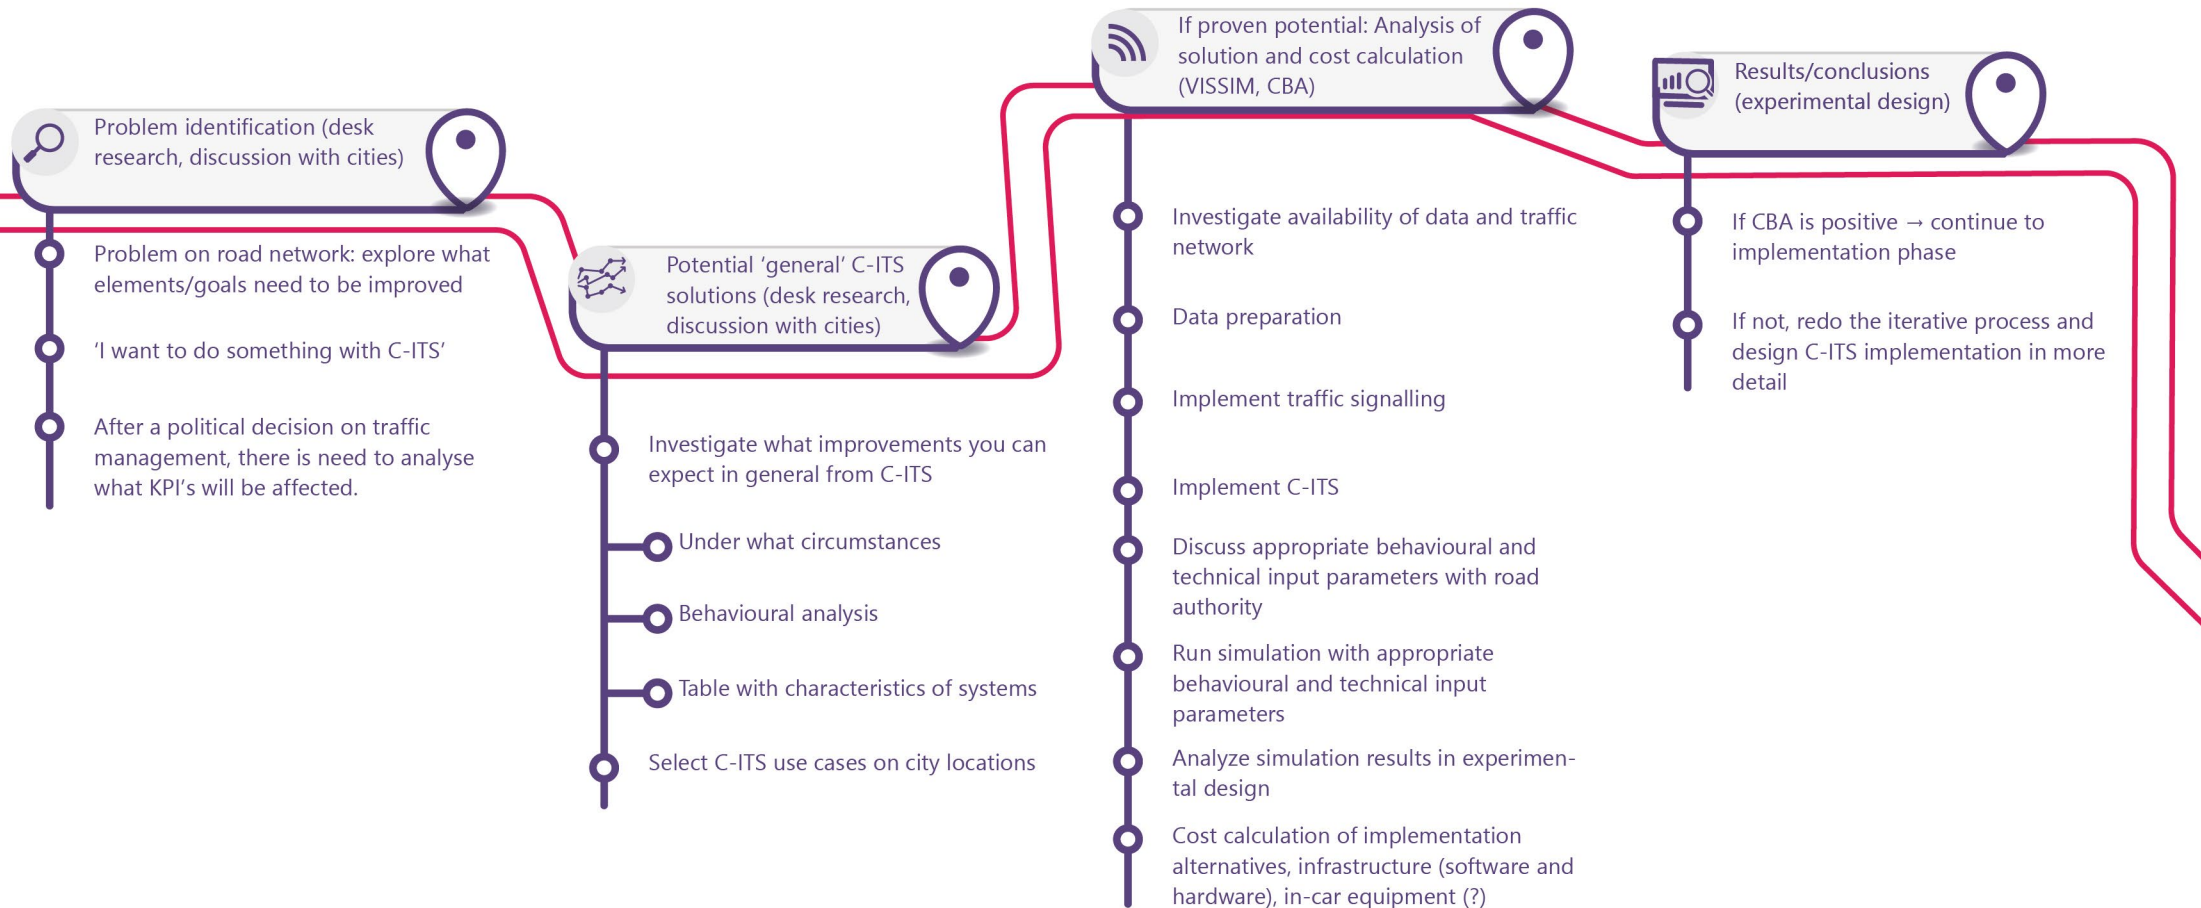 Problem identification (desk
research, discussion with cities)
Problem on road network: explore what
elements/goals need to be improved
‘I want to do something with C-ITS’
After a political decision on traffic
management, there is need to analyse
what KPI's will be affected.
Potential ‘general’ C-ITS
solutions (desk research,
discussion with cities)
Investigate what improvements you can
expect in general from C-ITS
Under what circumstances
Behavioural analysis
Table with characteristics of systems
Select C-ITS use cases on city locations
If proven potential: Analysis of
solution and cost calculation
(VISSIM, CBA)
Investigate availability of data and traffic
network
Data preparation
Implement traffic signalling
Implement C-ITS
Discuss appropriate behavioural and
technical input parameters with road
authority
Run simulation with appropriate
behavioural and technical input
parameters
Analyze simulation results in experimen-
tal design
Cost calculation of implementation
alternatives, infrastructure (software and
hardware), in-car equipment (?)
Results/conclusions
(experimental design)
If CBA is positive → continue to
implementation phase
If not, redo the iterative process and
design C-ITS implementation in more
detail